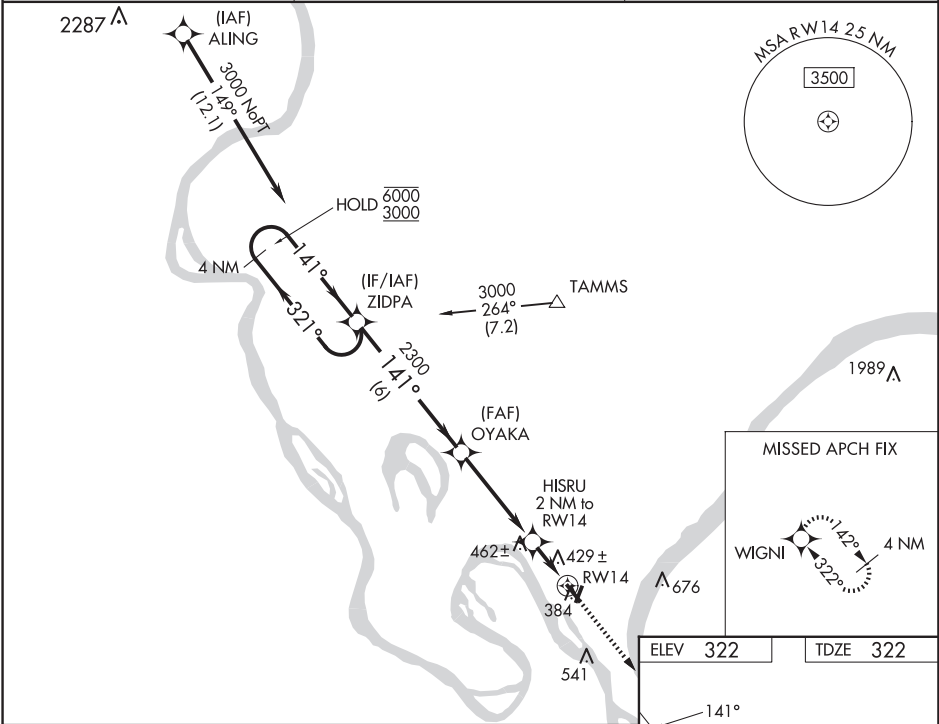 2287
(IAF)
ALING
3000 NoPT
149°
(12.1)
MSA RW14 25 NM
3500
HOLD 6000
3000
4 NM
141°
321°
(IF/IAF)
ZIDPA
TAMMS
3000
264°
(7.2)
2300
141°
(6)
1989
(FAF)
OYAKA
MISSED APCH FIX
HISRU
2 NM to
RW14
462±
429±
RW14
384
676
541
WIGNI
142°
322°
4 NM
ELEV 322
TDZE 322
141°